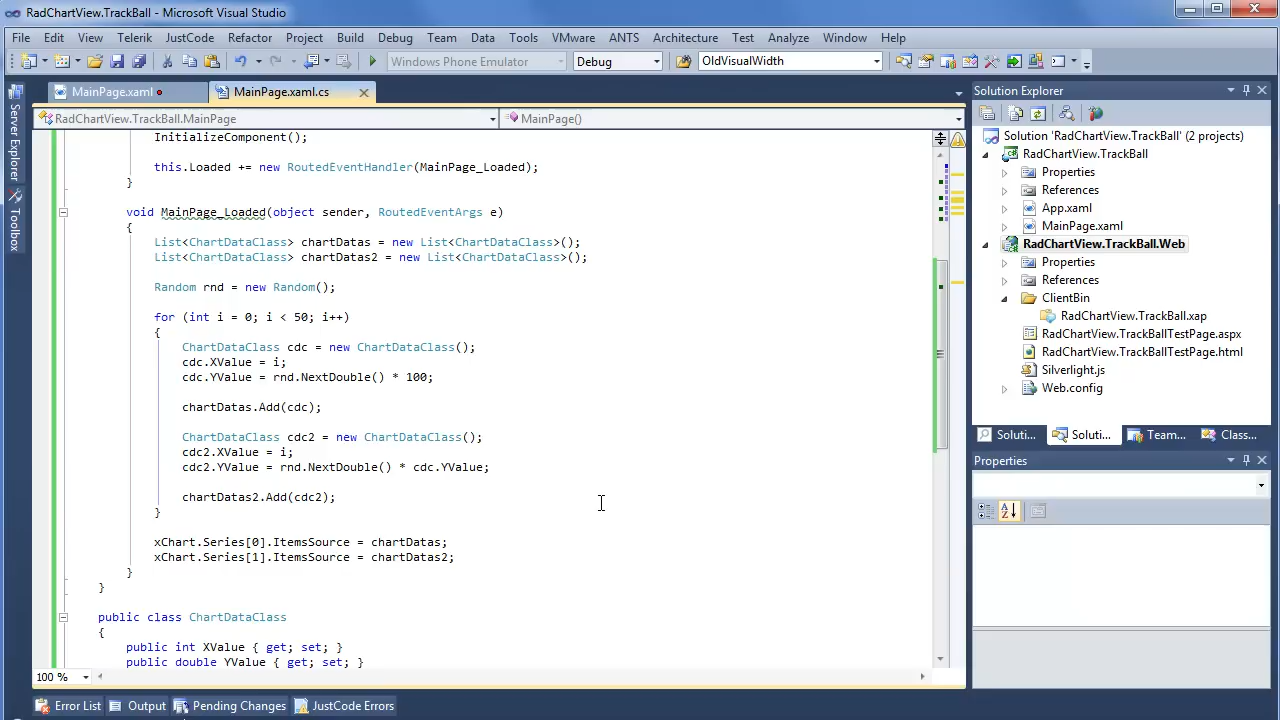 RadChartView.TrackBall - Microsoft Visual Studio
File Edit View Telerik JustCode Refactor Project Build Debug Team Data Tools VMware ANTS Architecture Test Analyze Window Help
Windows Phone Emulator Debug OldVisualWidth
MainPage.xaml MainPage.xaml.cs
RadChartView.TrackBall.MainPage MainPage()
Server Explorer
Toolbox
InitializeComponent();
this.Loaded += new RoutedEventHandler(MainPage_Loaded);
}
void MainPage_Loaded(object sender, RoutedEventArgs e)
{
List<ChartDataClass> chartDatas = new List<ChartDataClass>();
List<ChartDataClass> chartDatas2 = new List<ChartDataClass>();
Random rnd = new Random();
for (int i = 0; i < 50; i++)
{
ChartDataClass cdc = new ChartDataClass();
cdc.XValue = i;
cdc.YValue = rnd.NextDouble() * 100;
chartDatas.Add(cdc);
ChartDataClass cdc2 = new ChartDataClass();
cdc2.XValue = i;
cdc2.YValue = rnd.NextDouble() * cdc.YValue;
chartDatas2.Add(cdc2);
}
xChart.Series[0].ItemsSource = chartDatas;
xChart.Series[1].ItemsSource = chartDatas2;
}
}
public class ChartDataClass
{
public int XValue { get; set; }
public double YValue { get; set; }
100 %
Solution Explorer
Solution 'RadChartView.TrackBall' (2 projects)
RadChartView.TrackBall
Properties
References
App.xaml
MainPage.xaml
RadChartView.TrackBall.Web
Properties
References
ClientBin
RadChartView.TrackBall.xap
RadChartView.TrackBallTestPage.aspx
RadChartView.TrackBallTestPage.html
Silverlight.js
Web.config
Soluti... Soluti... Team... Class...
Properties
Error List Output Pending Changes JustCode Errors